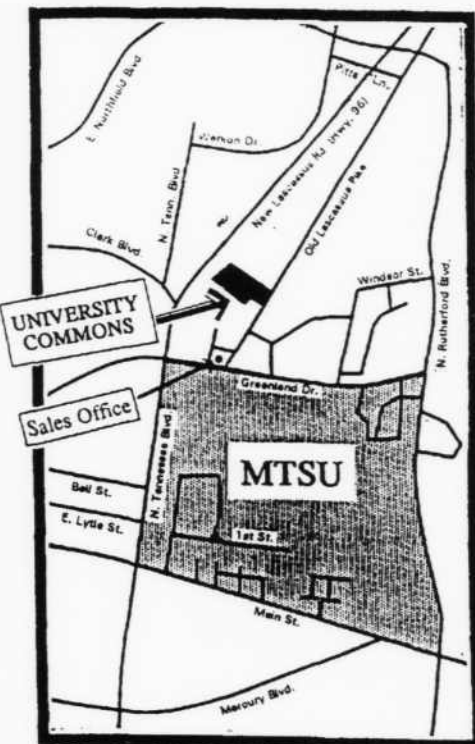 E. Northfield Blvd
Pitts Ln.
Warrior Dr.
N. Tenn. Blvd
New Lascassas Rd (Hwy. 96)
Old Lascassas Pike
Clark Blvd.
Windsor St.
N. Rutherford Blvd.
UNIVERSITY
COMMONS
Greenland Dr.
Sales Office
MTSU
N. Tennessee Blvd.
Bell St.
E. Lytle St.
1st St.
Main St.
Mercury Blvd.